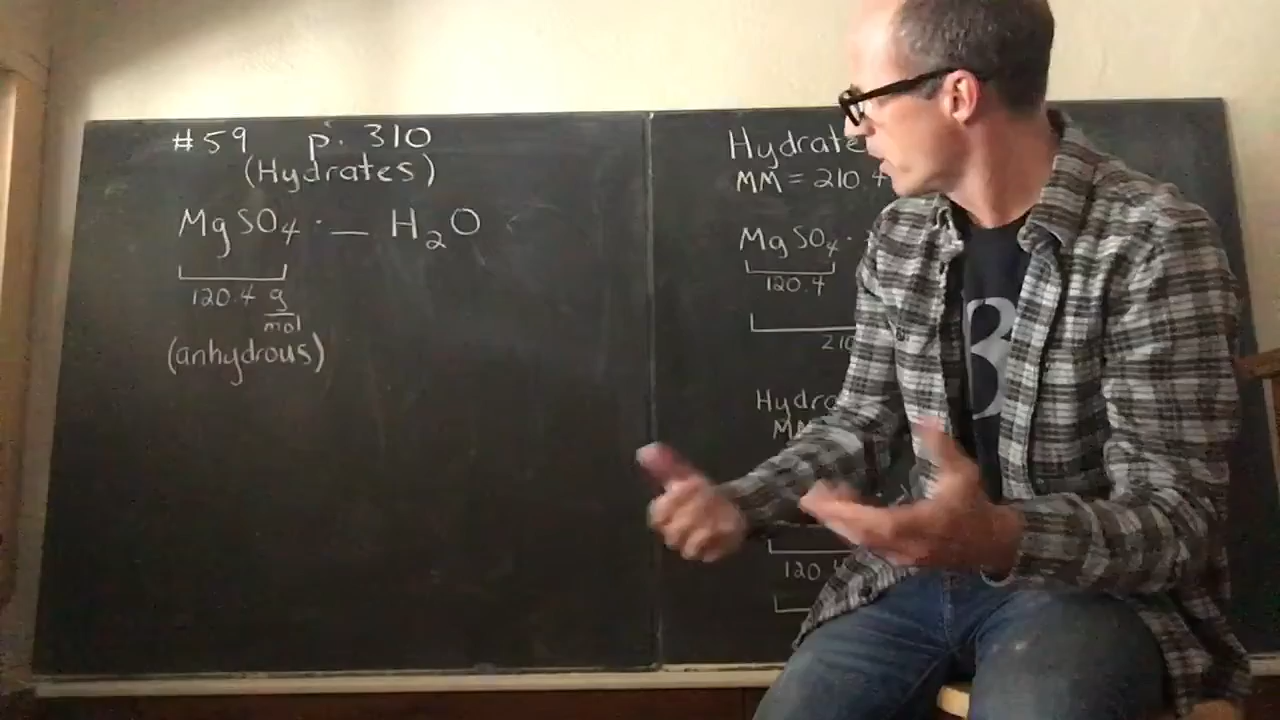 #59 p. 310
(Hydrates)
MgSO₄ · _ H₂O
120.4 g/mol
(anhydrous)
Hydrate
MM = 210.4
MgSO₄ ·
120.4
210
Hydra
MM
120.4
B